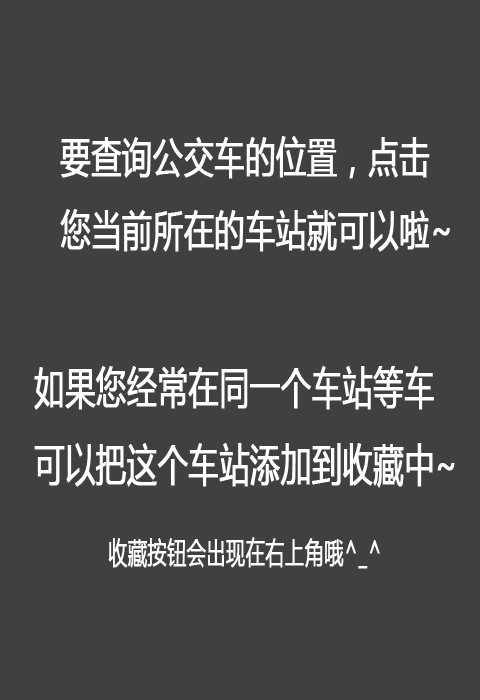 要查询公交车的位置，点击
您当前所在的车站就可以啦~
如果您经常在同一个车站等车
可以把这个车站添加到收藏中~
收藏按钮会出现在右上角哦^_^